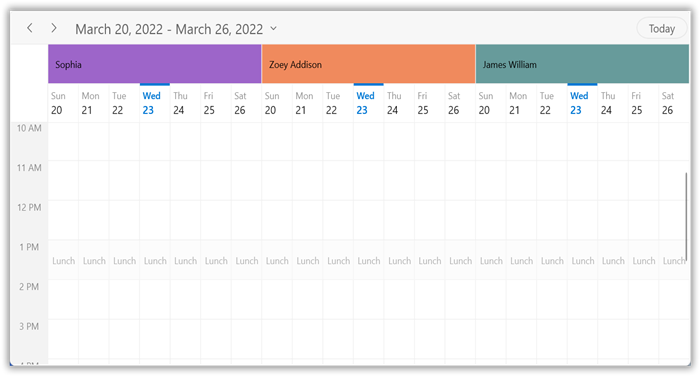 March 20, 2022 - March 26, 2022 Today
Sophia Zoey Addison James William
Sun Mon Tue Wed Thu Fri Sat Sun Mon Tue Wed Thu Fri Sat Sun Mon Tue Wed Thu Fri Sat
20 21 22 23 24 25 26 20 21 22 23 24 25 26 20 21 22 23 24 25 26
10 AM
11 AM
12 PM
1 PM
Lunch Lunch Lunch Lunch Lunch Lunch Lunch Lunch Lunch Lunch Lunch Lunch Lunch Lunch Lunch Lunch Lunch Lunch Lunch Lunch Lunch
2 PM
3 PM